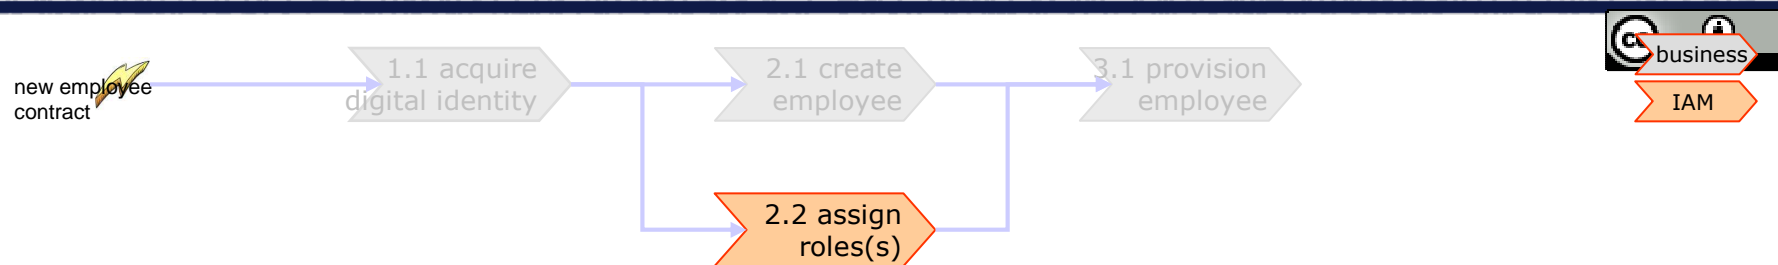 new employee
contract
1.1 acquire
digital identity
2.1 create
employee
3.1 provision
employee
business
IAM
2.2 assign
roles(s)